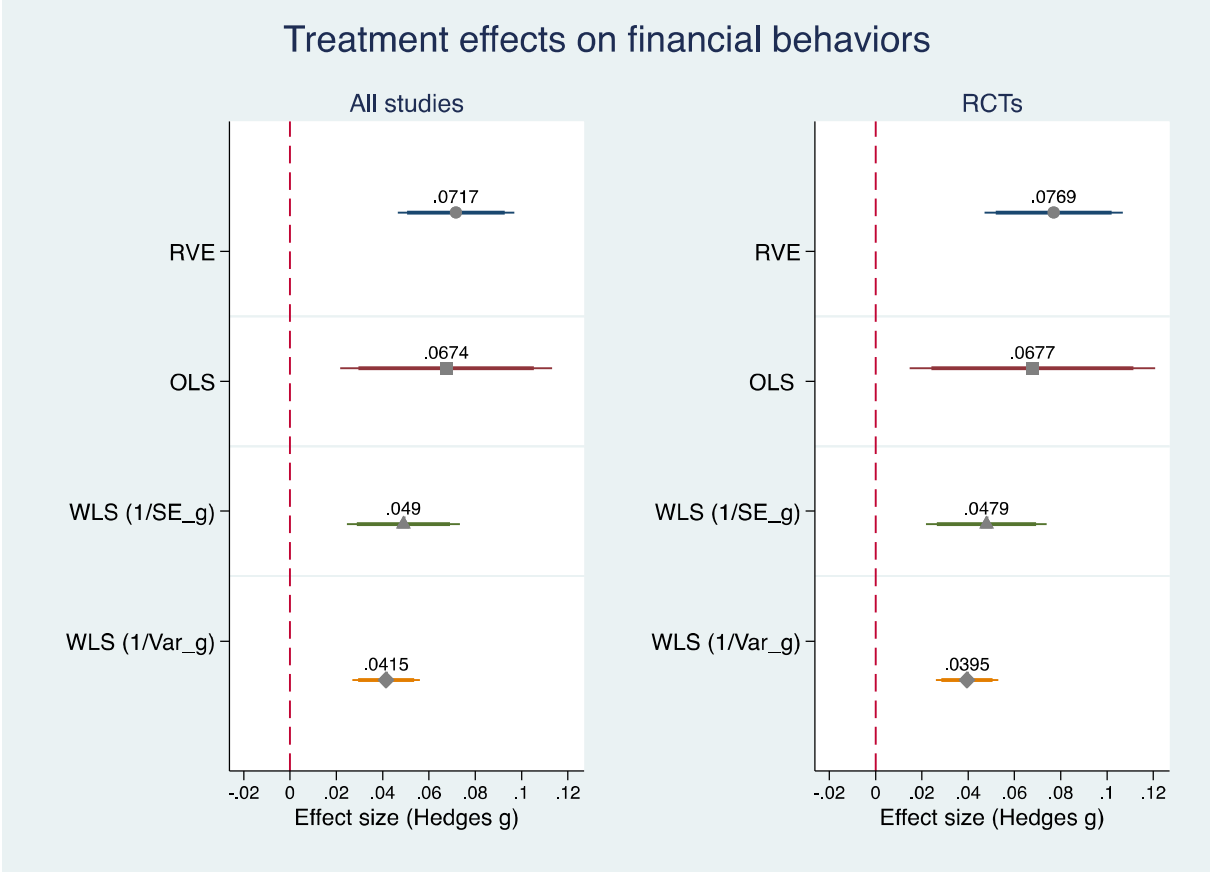 Treatment effects on financial behaviors
All studies
.0717
RVE
.0674
OLS
.049
WLS (1/SE_g)
.0415
WLS (1/Var_g)
-.02 0 .02 .04 .06 .08 .1 .12
Effect size (Hedges g)
RCTs
.0769
RVE
.0677
OLS
.0479
WLS (1/SE_g)
.0395
WLS (1/Var_g)
-.02 0 .02 .04 .06 .08 .1 .12
Effect size (Hedges g)